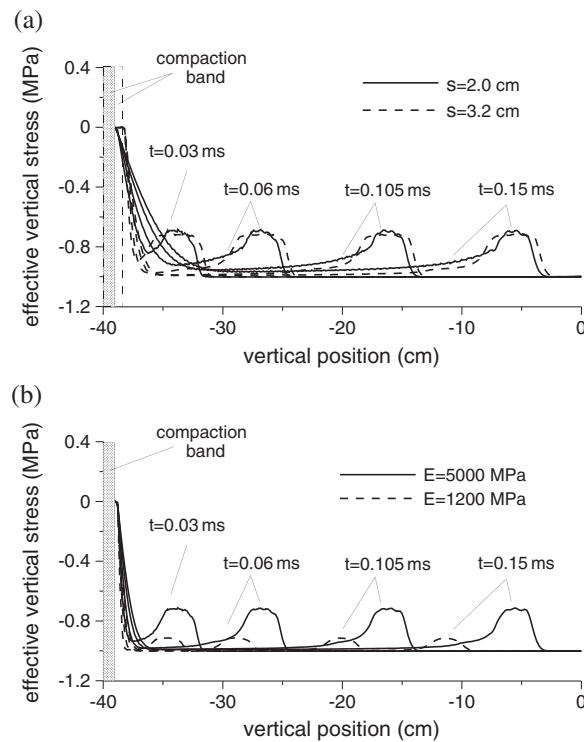 (a)
compaction
band
s=2.0 cm
s=3.2 cm
t=0.03 ms
t=0.06 ms
t=0.105 ms
t=0.15 ms
effective vertical stress (MPa)
0.4
0
-0.4
-0.8
-1.2
-40
-30
-20
-10
0
vertical position (cm)
(b)
compaction
band
E=5000 MPa
E=1200 MPa
t=0.03 ms
t=0.06 ms
t=0.105 ms
t=0.15 ms
effective vertical stress (MPa)
0.4
0
-0.4
-0.8
-1.2
-40
-30
-20
-10
0
vertical position (cm)